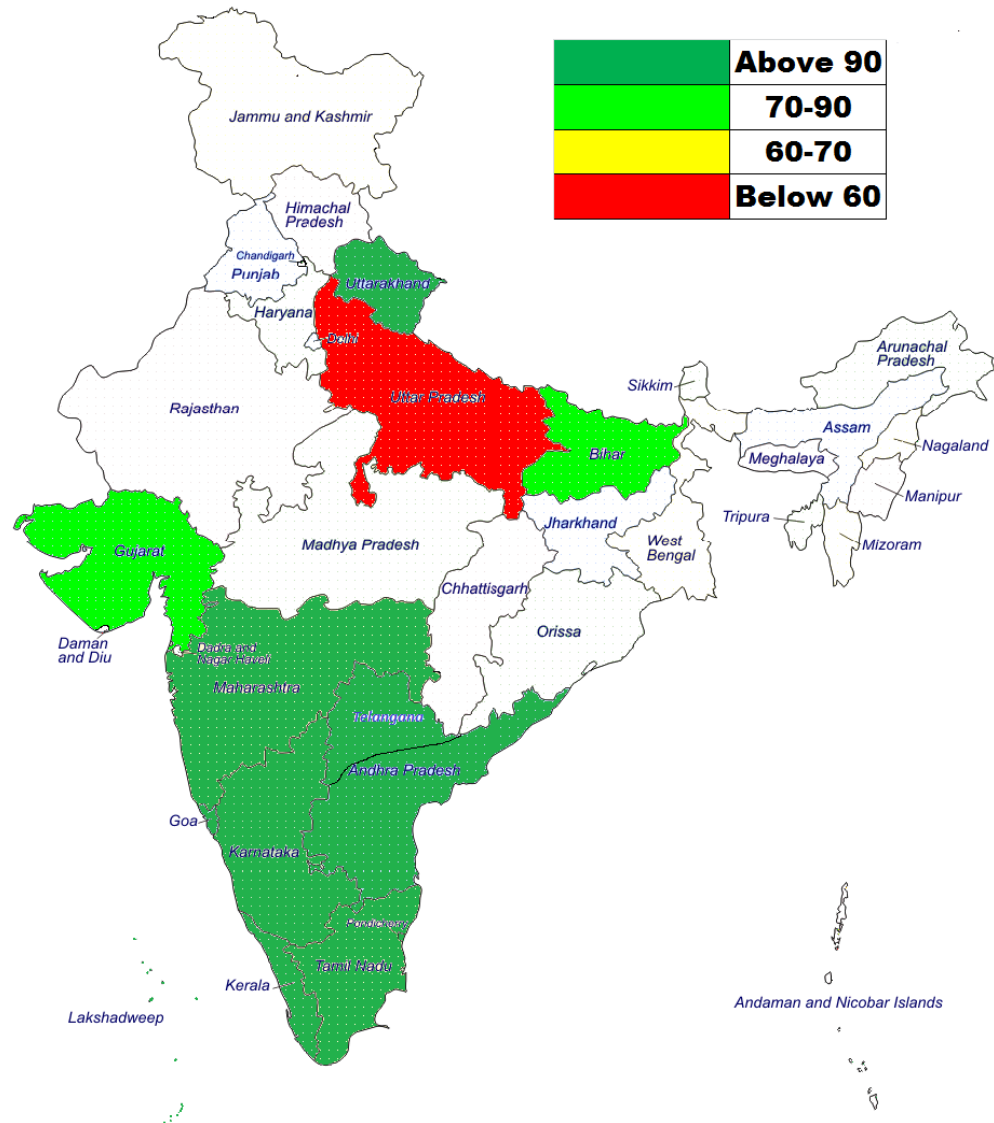 Above 90
70-90
60-70
Below 60
Jammu and Kashmir
Himachal
Pradesh
Chandigarh
Punjab
Uttarakhand
Haryana
Delhi
Arunachal
Pradesh
Sikkim
Uttar Pradesh
Rajasthan
Assam
Nagaland
Bihar
Meghalaya
Manipur
Tripura
Jharkhand
West
Bengal
Mizoram
Madhya Pradesh
Gujarat
Chhattisgarh
Orissa
Daman
and Diu
Dadra and
Nagar Haveli
Maharashtra
Telangana
Andhra Pradesh
Goa
Karnataka
Pondicherry
Tamil Nadu
Kerala
Lakshadweep
Andaman and Nicobar Islands